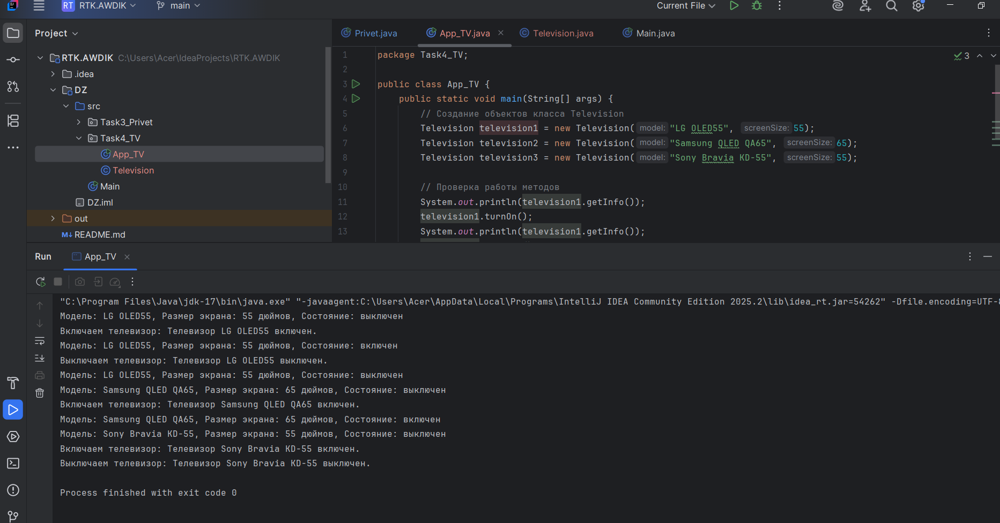 RT RTK.AWDIK main Current File
Project
RTK.AWDIK C:\Users\Acer\IdeaProjects\RTK.AWDIK
.idea
DZ
src
Task3_Privet
Task4_TV
App_TV
Television
Main
DZ.iml
out
M↓ README.md
Privet.java App_TV.java Television.java Main.java
3
1 package Task4_TV;
2
3 public class App_TV {
4 public static void main(String[] args) {
5 // Создание объектов класса Television
6 Television television1 = new Television( model: "LG OLED55", screenSize: 55);
7 Television television2 = new Television( model: "Samsung QLED QA65", screenSize: 65);
8 Television television3 = new Television( model: "Sony Bravia KD-55", screenSize: 55);
9
10 // Проверка работы методов
11 System.out.println(television1.getInfo());
12 television1.turnOn();
13 System.out.println(television1.getInfo());
Run App_TV
"C:\Program Files\Java\jdk-17\bin\java.exe" "-javaagent:C:\Users\Acer\AppData\Local\Programs\IntelliJ IDEA Community Edition 2025.2\lib\idea_rt.jar=54262" -Dfile.encoding=UTF-8
Модель: LG OLED55, Размер экрана: 55 дюймов, Состояние: выключен
Включаем телевизор: Телевизор LG OLED55 включен.
Модель: LG OLED55, Размер экрана: 55 дюймов, Состояние: включен
Выключаем телевизор: Телевизор LG OLED55 выключен.
Модель: LG OLED55, Размер экрана: 55 дюймов, Состояние: выключен
Модель: Samsung QLED QA65, Размер экрана: 65 дюймов, Состояние: выключен
Включаем телевизор: Телевизор Samsung QLED QA65 включен.
Модель: Samsung QLED QA65, Размер экрана: 65 дюймов, Состояние: включен
Модель: Sony Bravia KD-55, Размер экрана: 55 дюймов, Состояние: выключен
Включаем телевизор: Телевизор Sony Bravia KD-55 включен.
Выключаем телевизор: Телевизор Sony Bravia KD-55 выключен.
Process finished with exit code 0